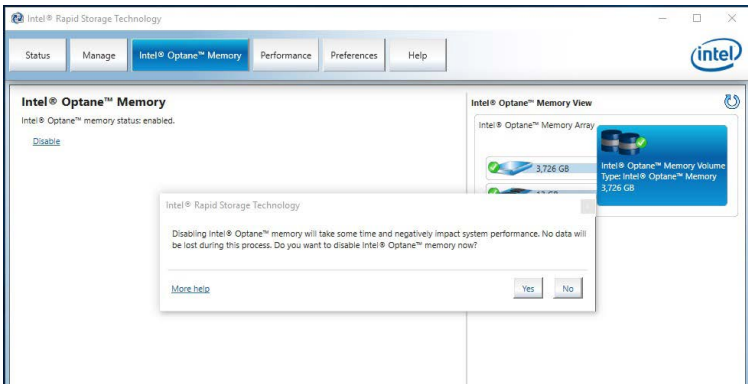 Intel® Rapid Storage Technology
Status
Manage
Intel® Optane™ Memory
Performance
Preferences
Help
intel
Intel® Optane™ Memory
Intel® Optane™ memory status: enabled.
Disable
Intel® Optane™ Memory View
Intel® Optane™ Memory Array
3,726 GB
Intel® Optane™ Memory Volume
Type: Intel® Optane™ Memory
3,726 GB
Intel® Rapid Storage Technology
Disabling Intel® Optane™ memory will take some time and negatively impact system performance. No data will
be lost during this process. Do you want to disable Intel® Optane™ memory now?
More help
Yes
No